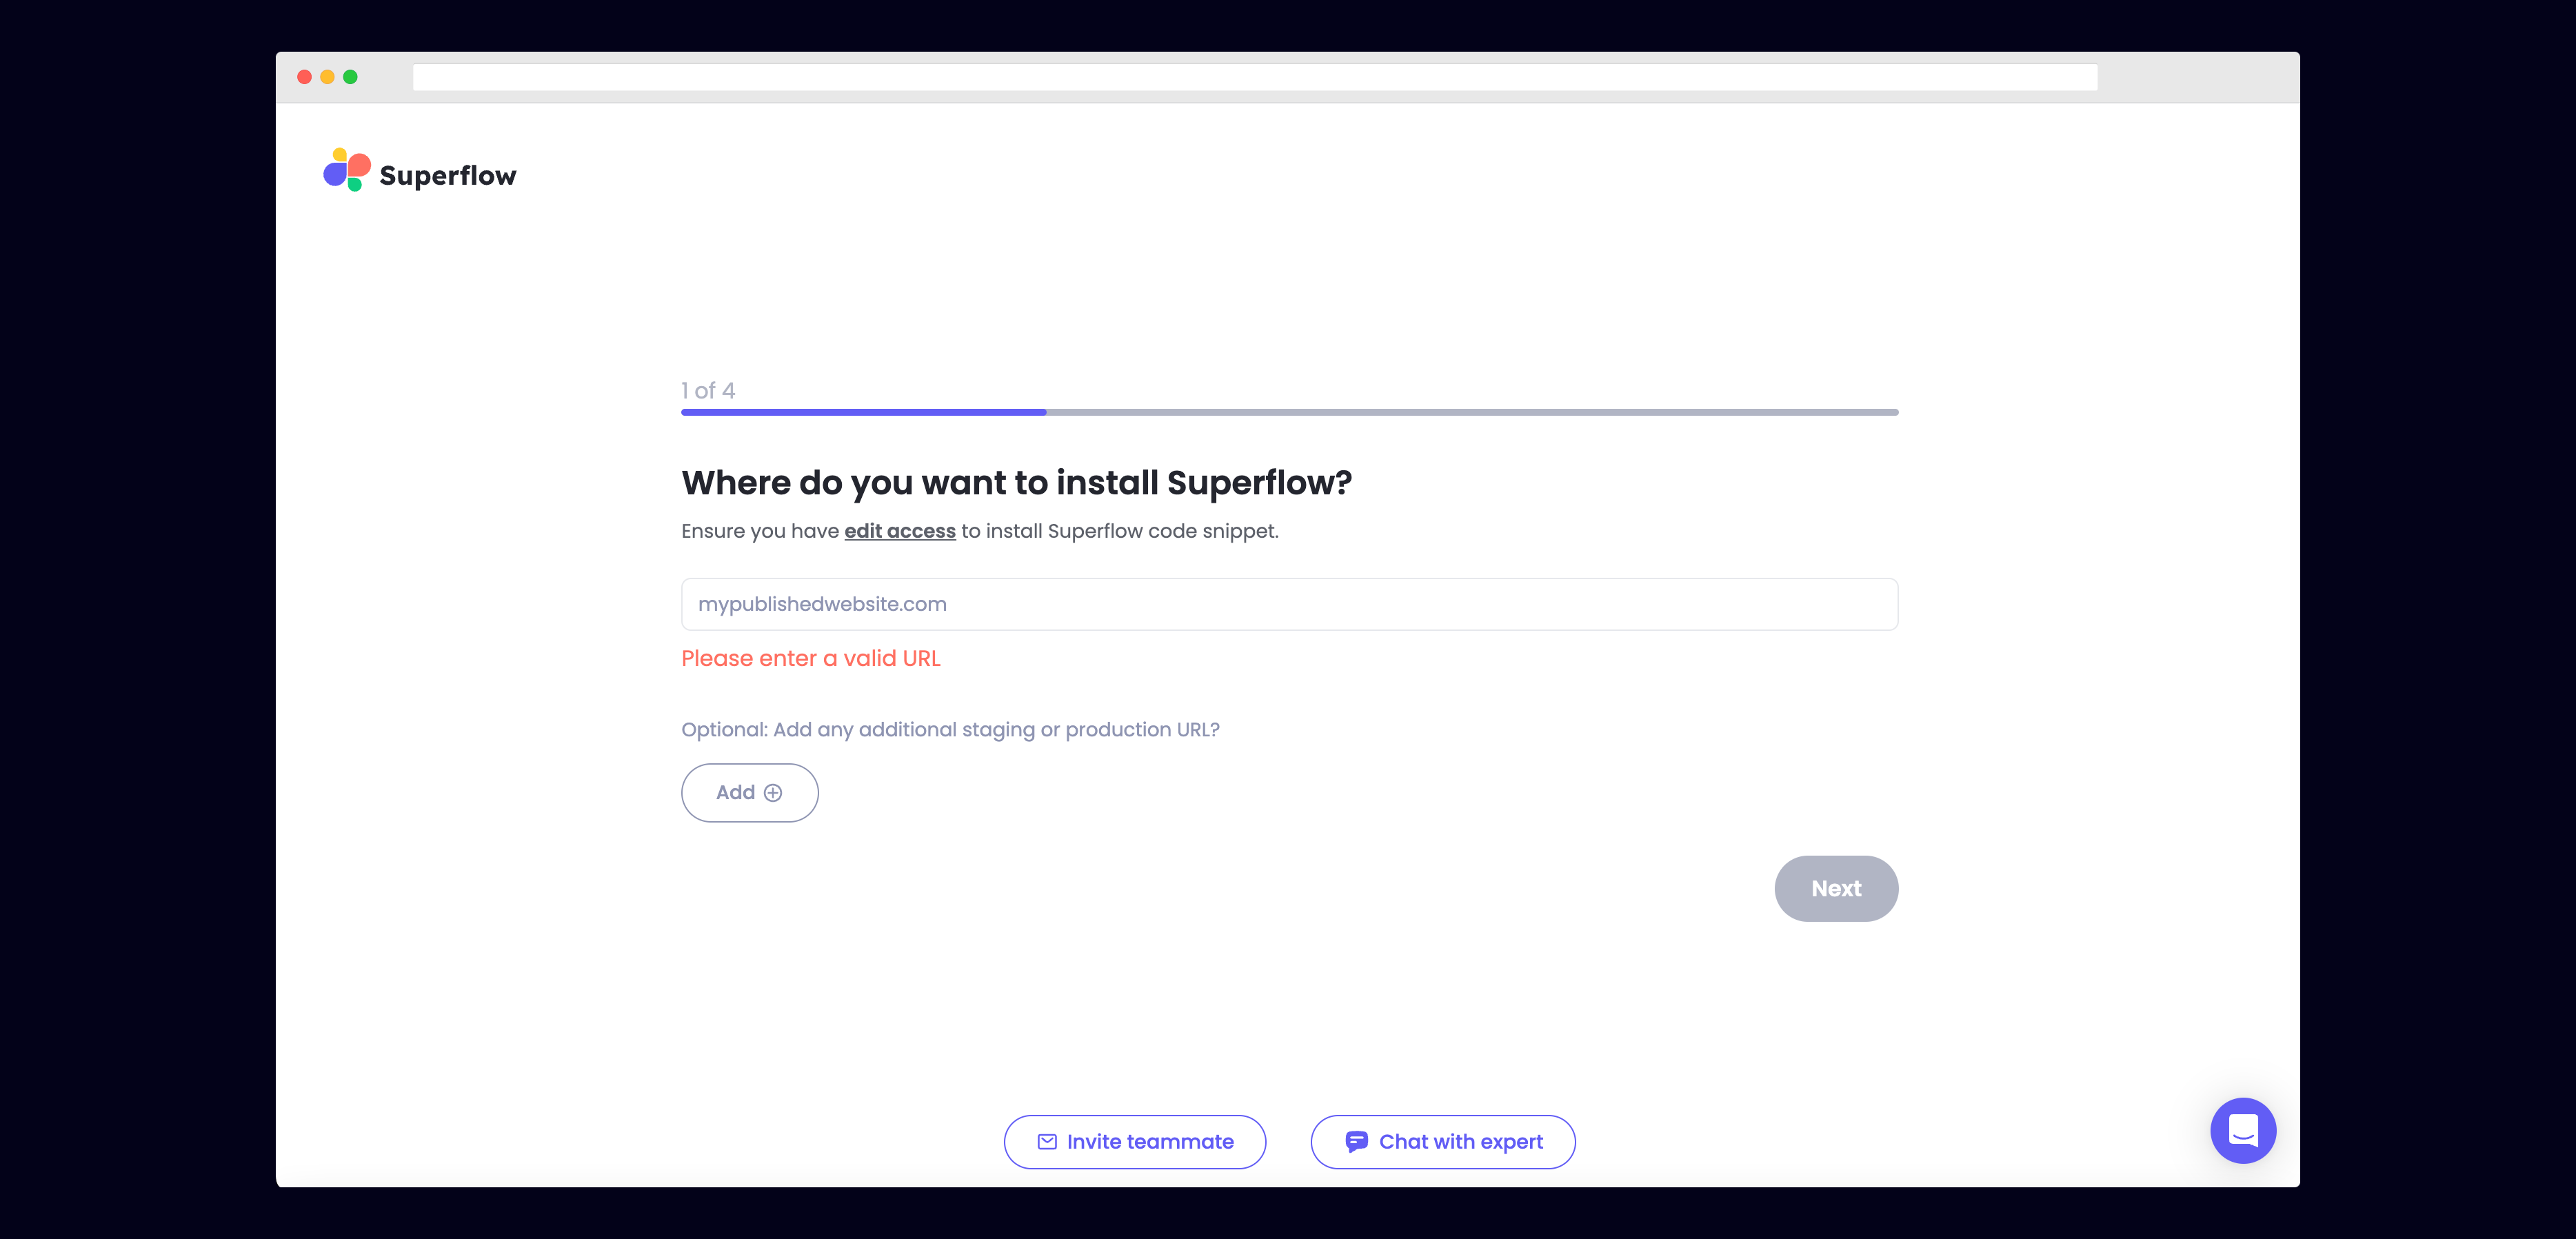 Superflow
1 of 4
Where do you want to install Superflow?
Ensure you have edit access to install Superflow code snippet.
mypublishedwebsite.com
Please enter a valid URL
Optional: Add any additional staging or production URL?
Add
Next
Invite teammate
Chat with expert